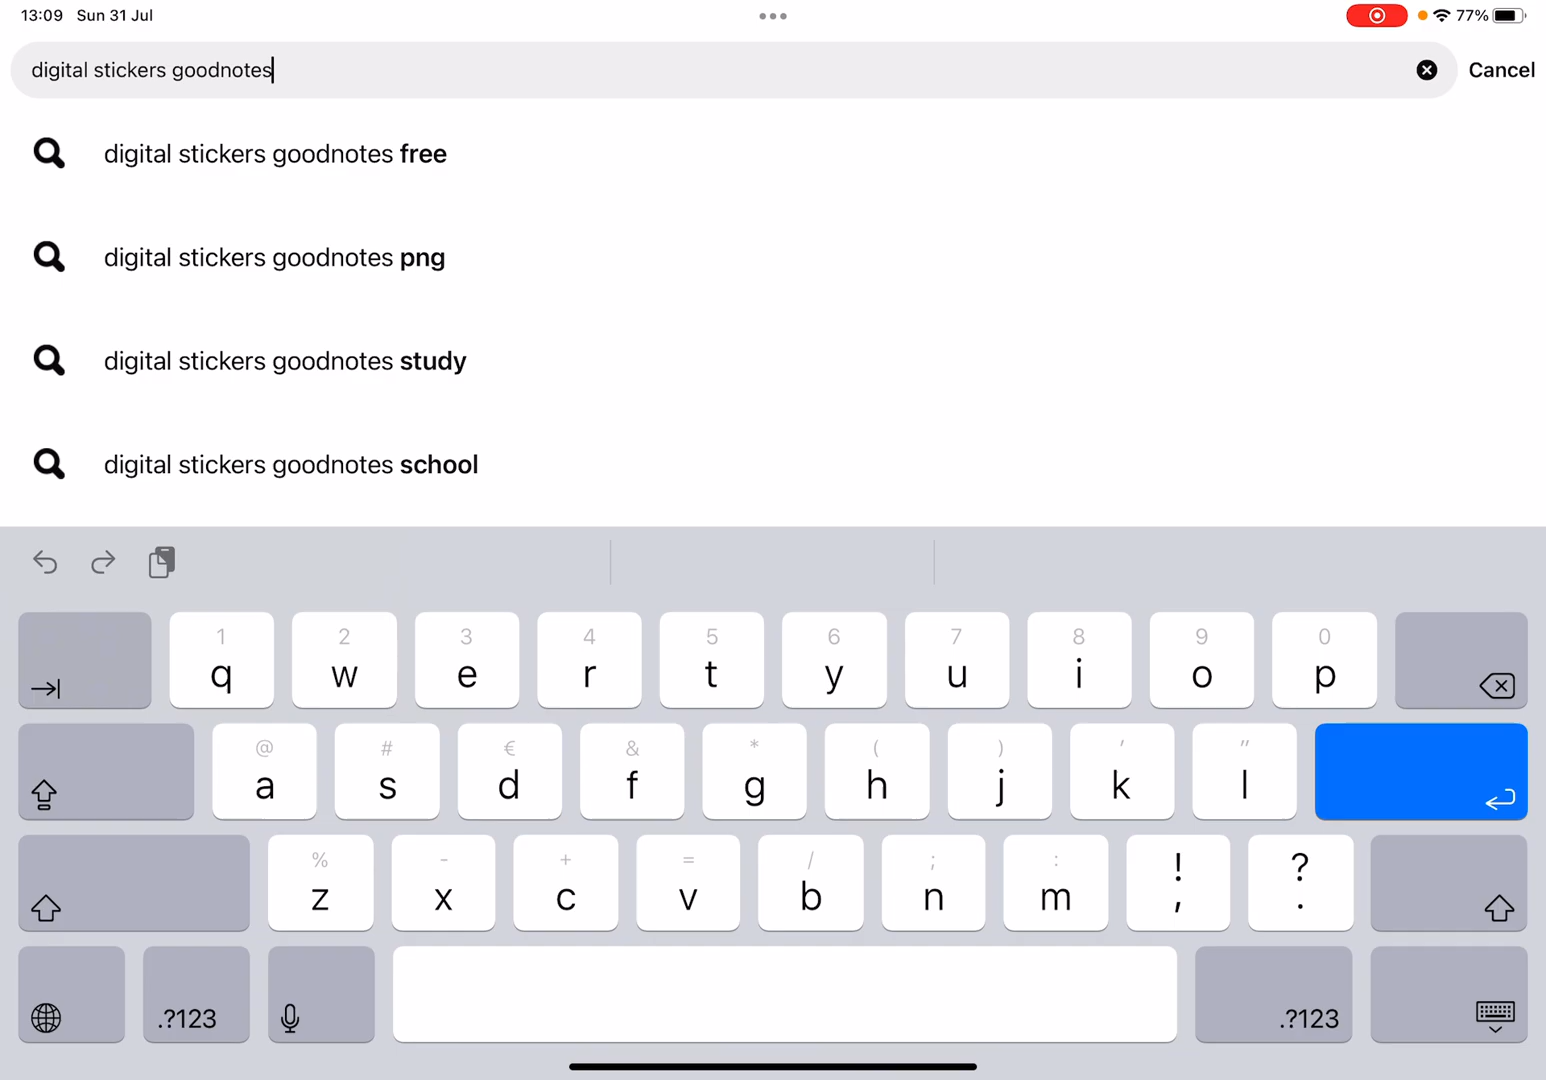 13:09 Sun 31 Jul
77%
digital stickers goodnotes
Cancel
digital stickers goodnotes free
digital stickers goodnotes png
digital stickers goodnotes study
digital stickers goodnotes school
1 2 3 4 5 6 7 8 9 0
q w e r t y u i o p
@ # € & * ( ) ' "
a s d f g h j k l
% - + = / ; : ! ?
z x c v b n m , .
.?123 .?123